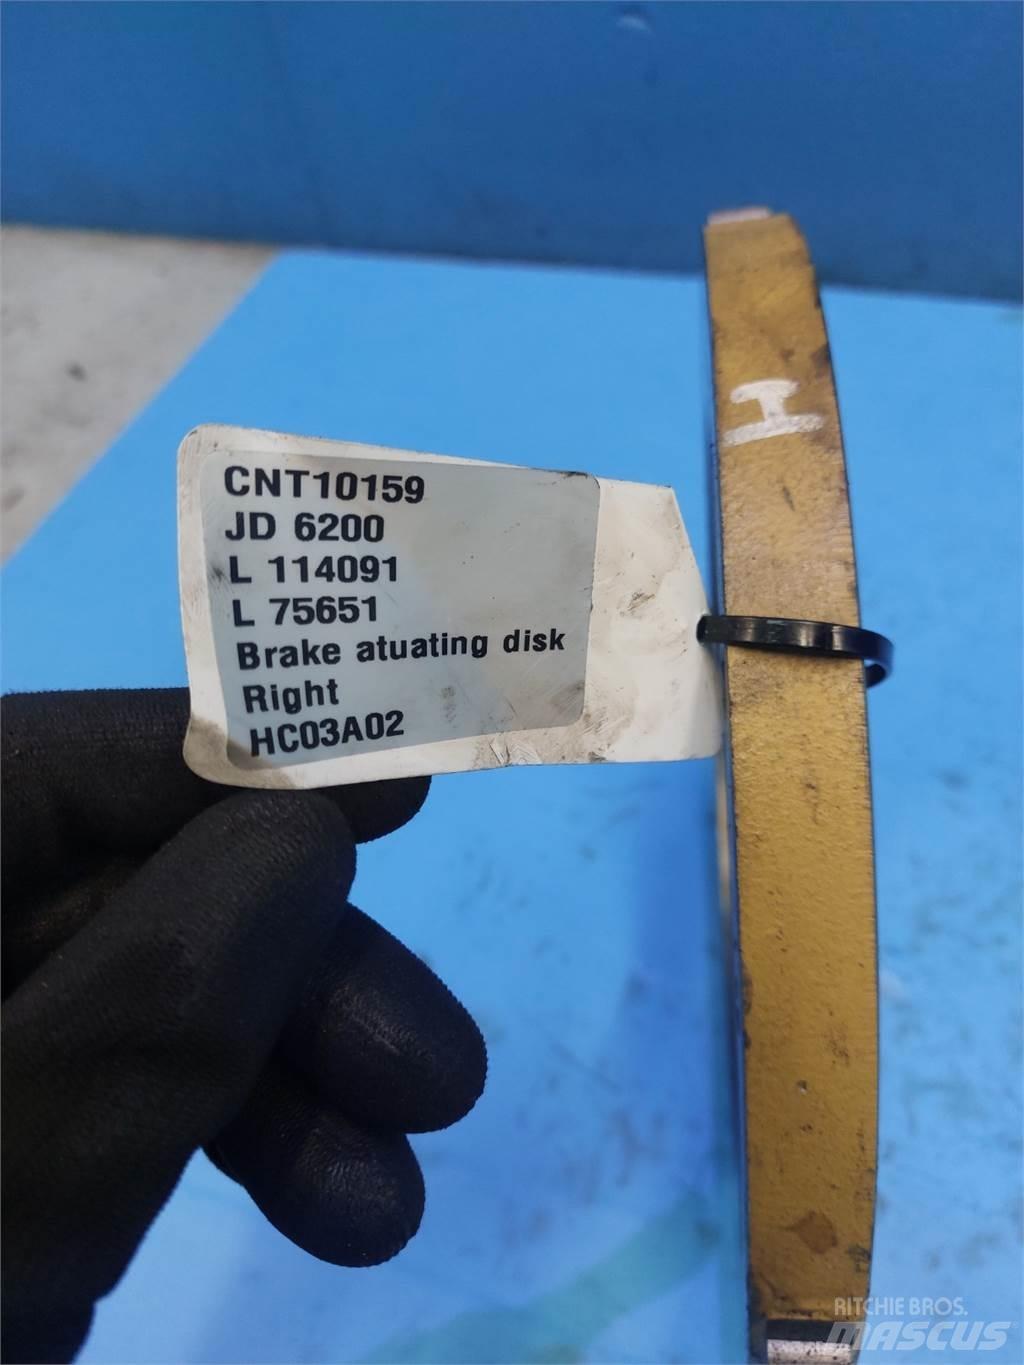 CNT10159
JD 6200
L 114091
L 75651
Brake atuating disk
Right
HC03A02
H
RITCHIE BROS.
MASCUS